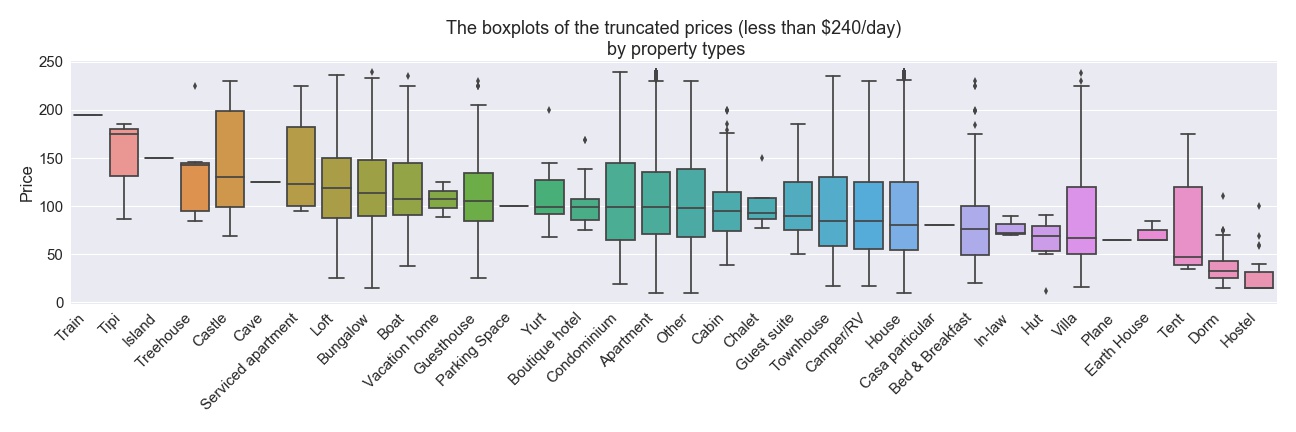 The boxplots of the truncated prices (less than $240/day)
by property types
Price
250
200
150
100
50
0
Train
Tipi
Island
Treehouse
Castle
Cave
Serviced apartment
Loft
Bungalow
Boat
Vacation home
Guesthouse
Parking Space
Yurt
Boutique hotel
Condominium
Apartment
Other
Cabin
Chalet
Guest suite
Townhouse
Camper/RV
House
Casa particular
Bed & Breakfast
In-law
Hut
Villa
Plane
Earth House
Tent
Dorm
Hostel